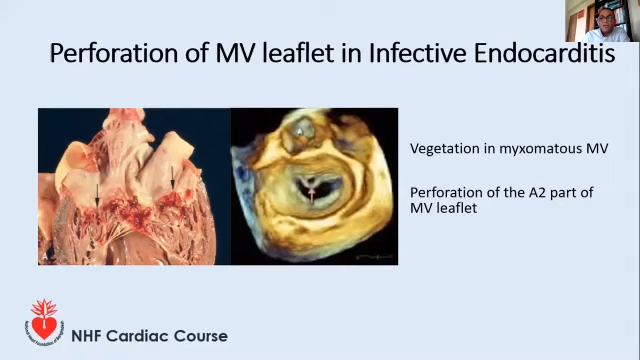 Perforation of MV leaflet in Infective Endocarditis
Vegetation in myxomatous MV
Perforation of the A2 part of
MV leaflet
A
NHF Cardiac Course